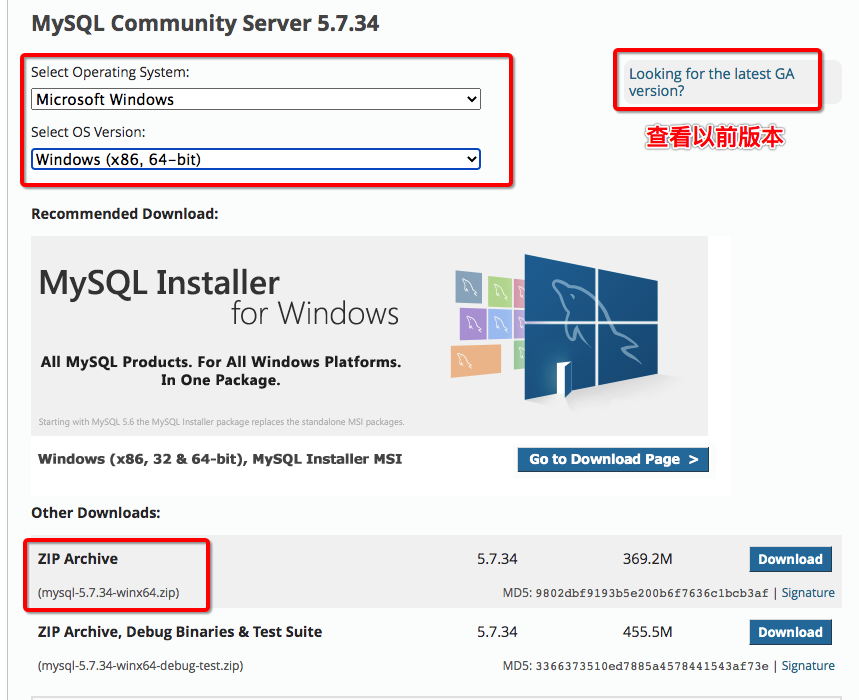 MySQL Community Server 5.7.34
Select Operating System:
Microsoft Windows
Looking for the latest GA
version?
查看以前版本
Select OS Version:
Windows (x86, 64-bit)
Recommended Download:
MySQL Installer
for Windows
All MySQL Products. For All Windows Platforms.
In One Package.
Starting with MySQL 5.6 the MySQL Installer package replaces the standalone MSI packages.
Windows (x86, 32 & 64-bit), MySQL Installer MSI
Go to Download Page >
Other Downloads:
ZIP Archive 5.7.34 369.2M Download
(mysql-5.7.34-winx64.zip) MD5: 9802dbf9193b5e200b6f7636c1bcb3af | Signature
ZIP Archive, Debug Binaries & Test Suite 5.7.34 455.5M Download
(mysql-5.7.34-winx64-debug-test.zip) MD5: 3366373510ed7885a4578441543af73e | Signature